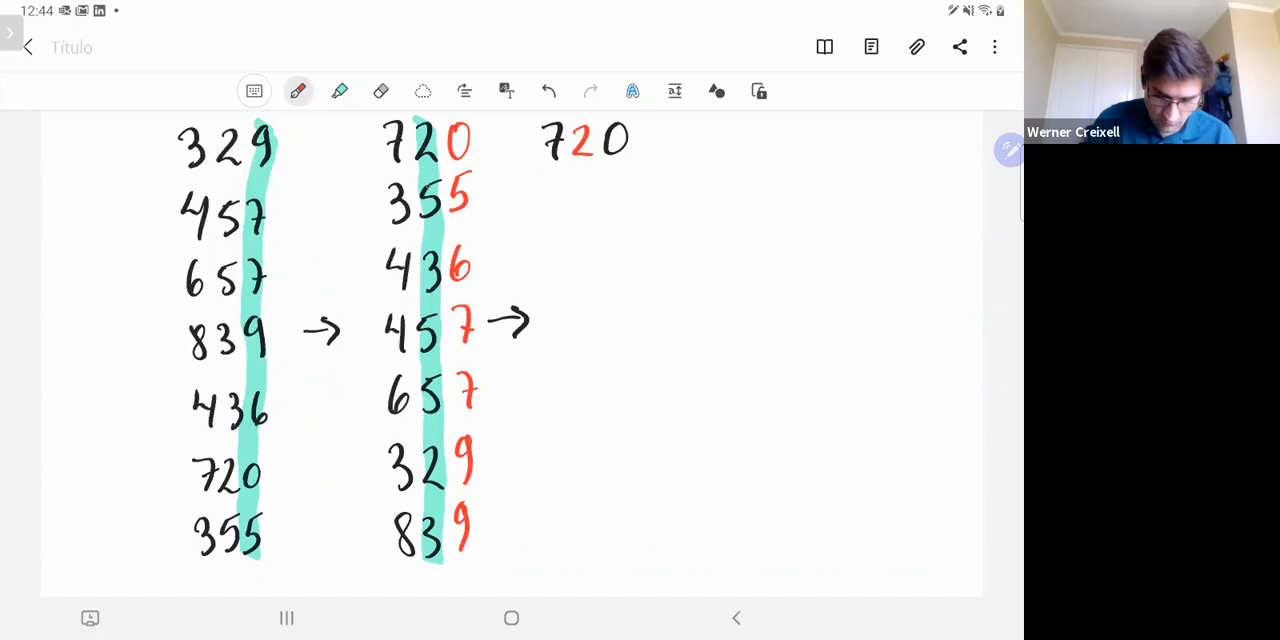 12:44
Título
Werner Creixell
329 720 720
457 355
657 436
839 → 457 →
436 657
720 329
355 839